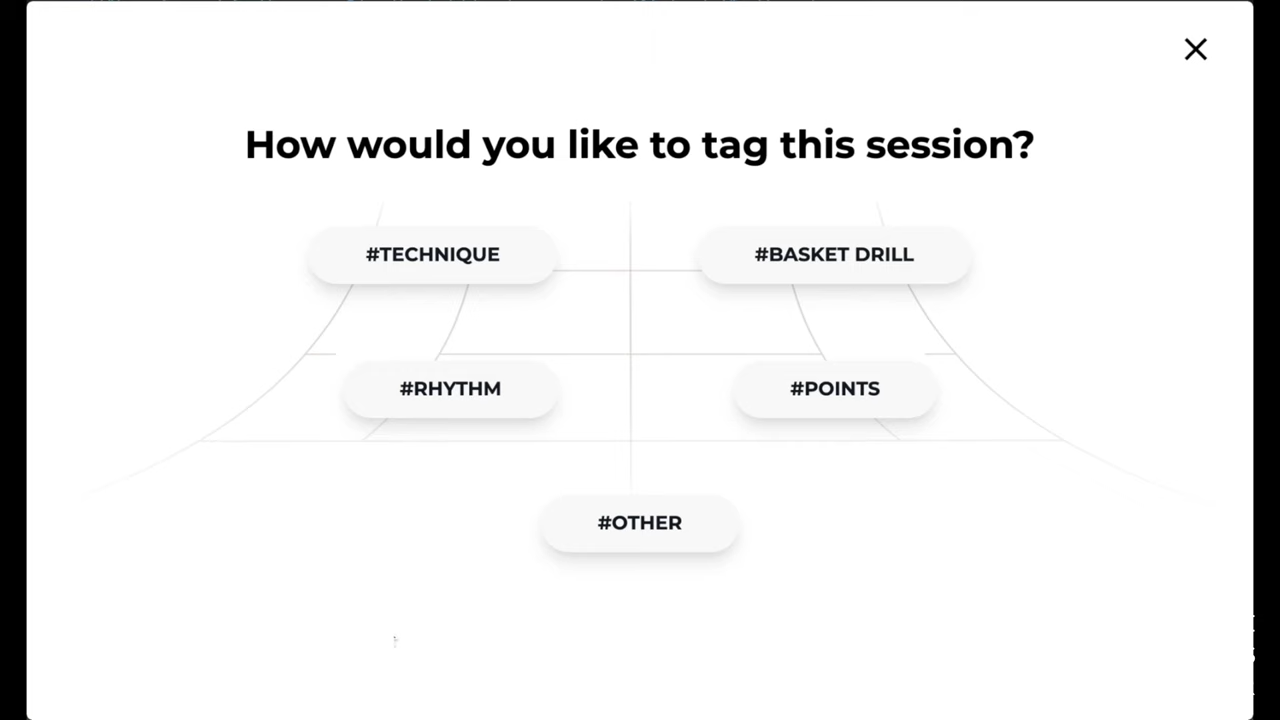 How would you like to tag this session?
#TECHNIQUE
#BASKET DRILL
#RHYTHM
#POINTS
#OTHER